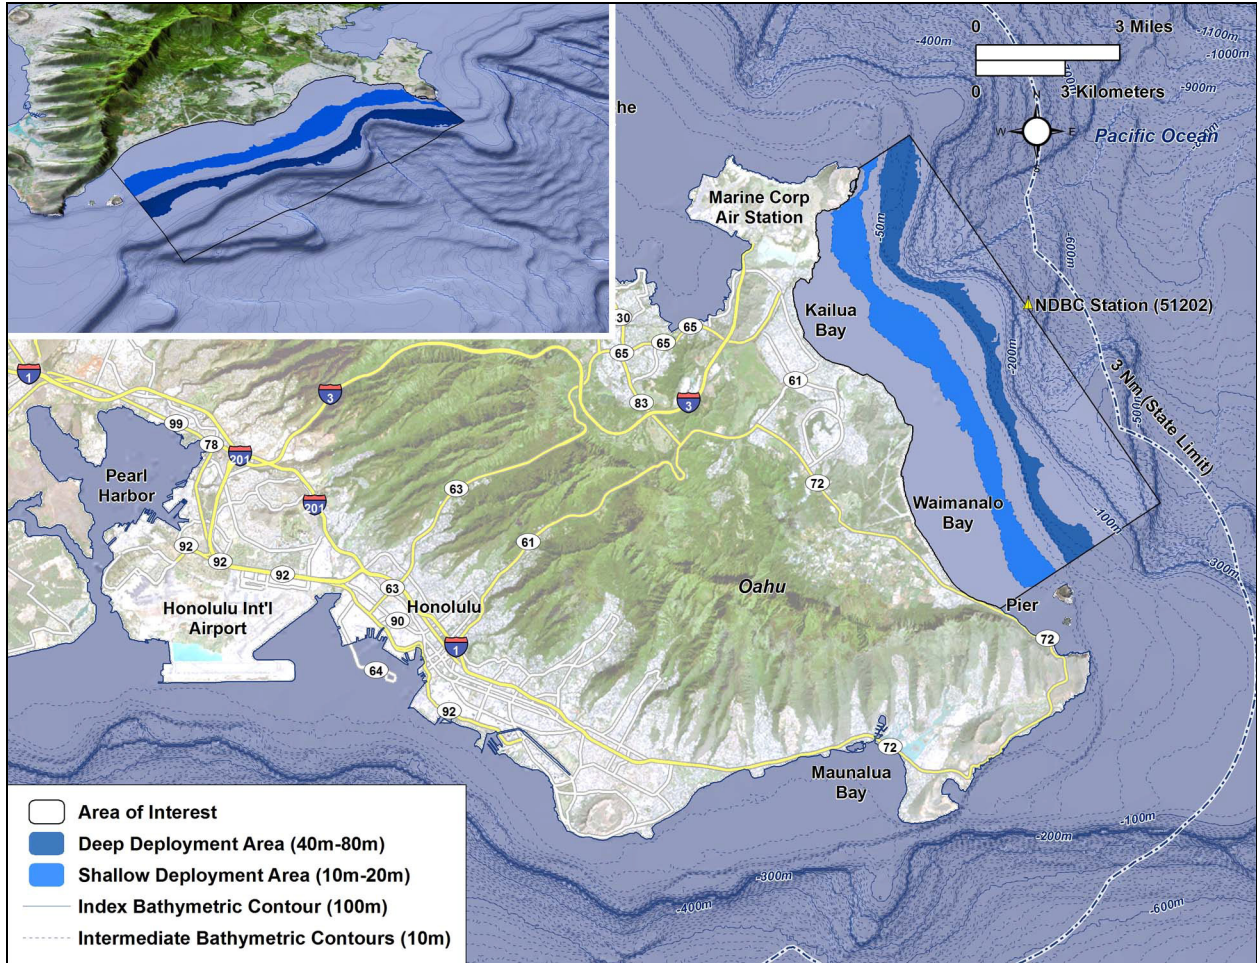 0 3 Miles
0 3 Kilometers
N
W E
S
-400m
-1100m
-1000m
-900m
Pacific Ocean
he
Marine Corp
Air Station
-50m
-600m
NDBC Station (51202)
Kailua
Bay
-200m
3 Nm (State Limit)
-500m
30
65
65
65
61
83
3
3
1
99
78
201
201
Pearl
Harbor
63
72
61
Waimanalo
Bay
-100m
-300m
92
92
92
63
90
Honolulu
Oahu
Pier
Honolulu Int'l
Airport
64
1
72
92
72
Maunalua
Bay
-100m
-200m
-300m
-400m
-600m
Area of Interest
Deep Deployment Area (40m-80m)
Shallow Deployment Area (10m-20m)
Index Bathymetric Contour (100m)
Intermediate Bathymetric Contours (10m)